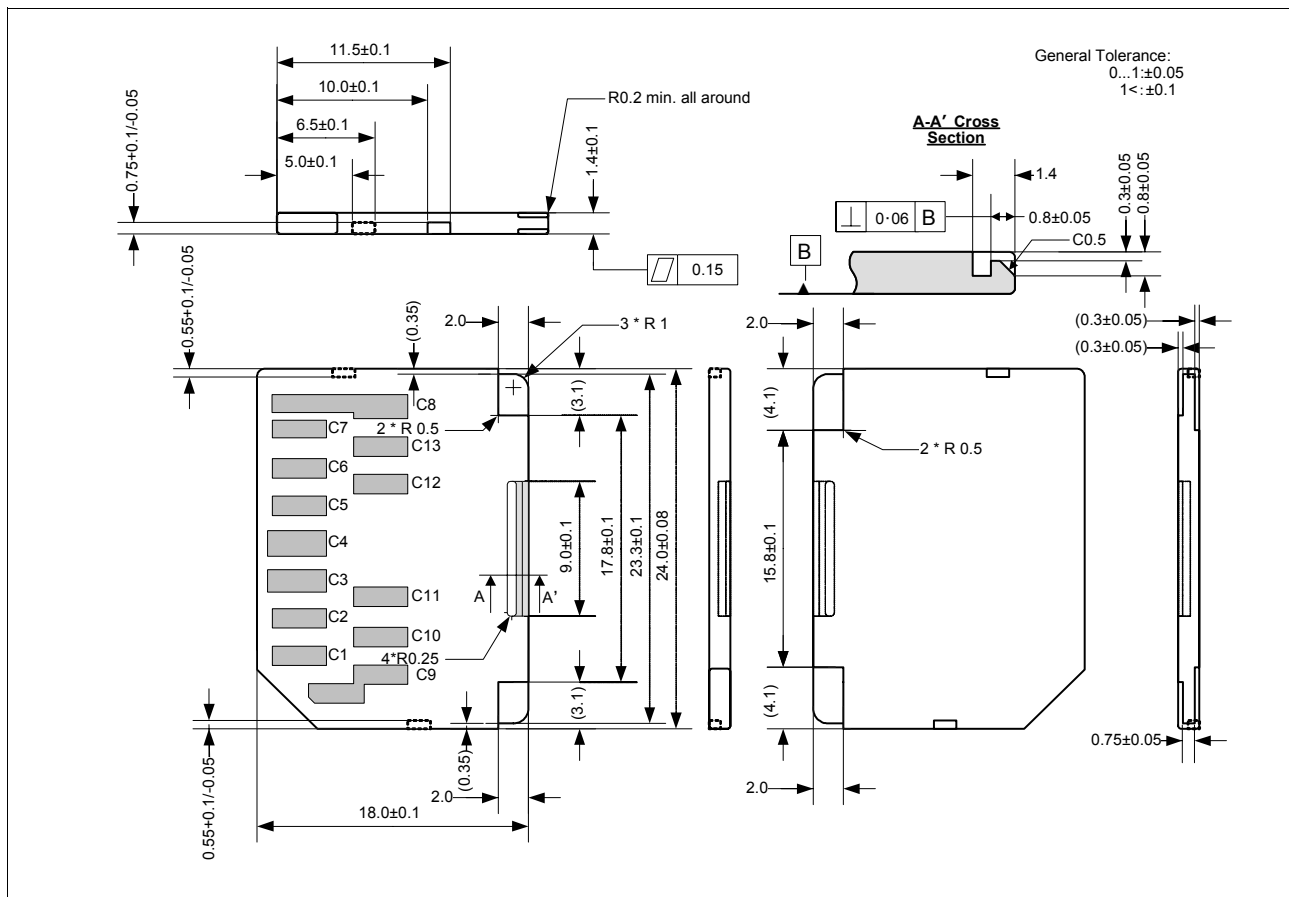 11.5±0.1
10.0±0.1
6.5±0.1
5.0±0.1
0.75+0.1/-0.05
R0.2 min. all around
1.4±0.1
0.15
General Tolerance:
0...1:±0.05
1<:±0.1
A-A′ Cross
Section
1.4
0.3±0.05
0.8±0.05
0·06 B
0.8±0.05
C0.5
B
0.55+0.1/-0.05
(0.35)
2.0
3 * R 1
(3.1)
C8
C7
2 * R 0.5
C13
C6
C12
C5
C4
C3
C11
C2
C10
C1
4*R0.25
C9
A
A'
9.0±0.1
17.8±0.1
23.3±0.1
24.0±0.08
(3.1)
(0.35)
2.0
0.55+0.1/-0.05
18.0±0.1
2.0
(4.1)
2 * R 0.5
15.8±0.1
(4.1)
2.0
(0.3±0.05)
(0.3±0.05)
0.75±0.05